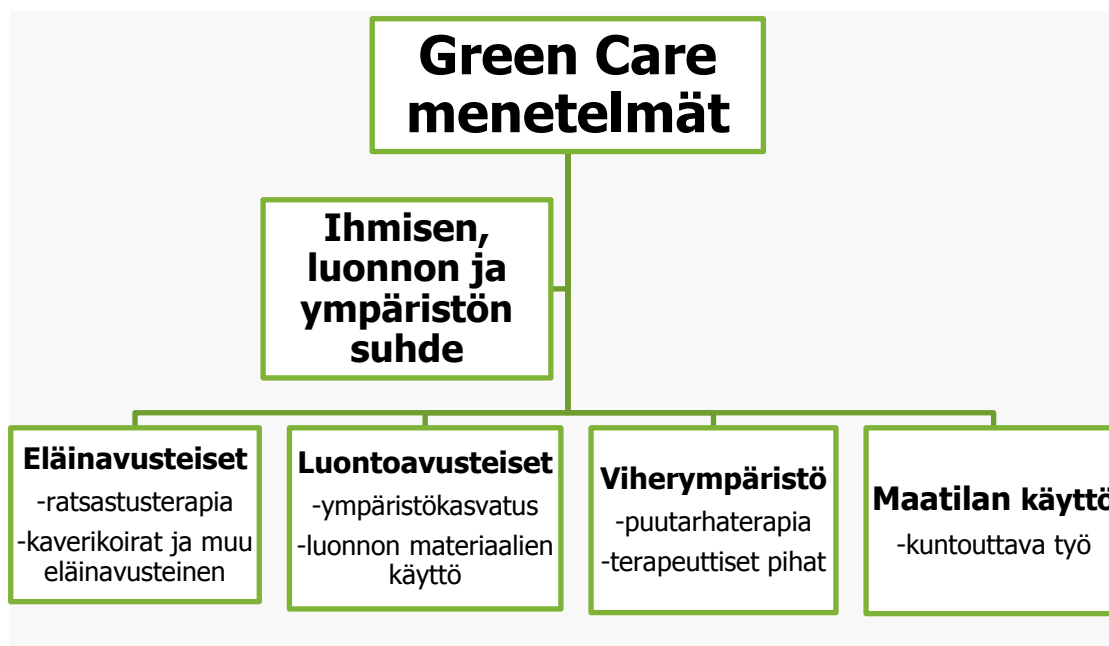 Green Care
menetelmät
Ihmisen,
luonnon ja
ympäristön
suhde
Eläinavusteiset
-ratsastusterapia
-kaverikoirat ja muu
eläinavusteinen
Luontoavusteiset
-ympäristökasvatus
-luonnon materiaalien
käyttö
Viherympäristö
-puutarhaterapia
-terapeuttiset pihat
Maatilan käyttö
-kuntouttava työ